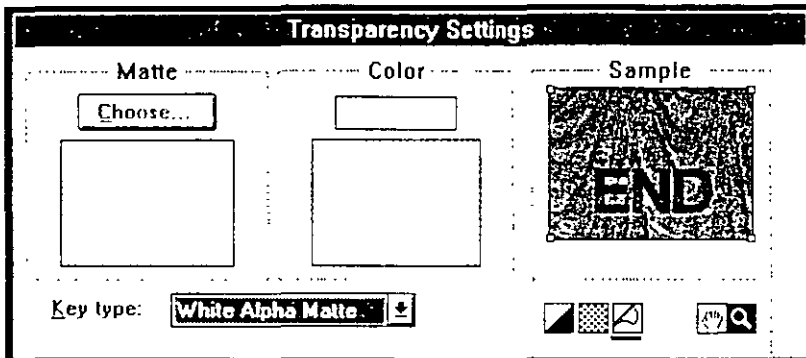 Transparency Settings
Matte
Color
Sample
Choose...
END
Key type:
White Alpha Matte